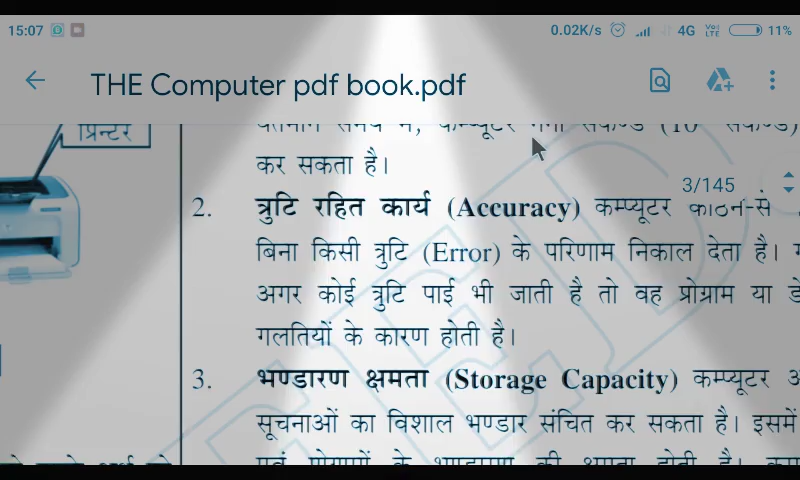 15:07 0.02K/s 4G VoLTE 11%
THE Computer pdf book.pdf
प्रिन्टर
कर सकता है।
3/145
2. त्रुटि रहित कार्य (Accuracy) कम्प्यूटर
बिना किसी त्रुटि (Error) के परिणाम निकाल देता है।
अगर कोई त्रुटि पाई भी जाती है तो वह प्रोग्राम या
गलतियों के कारण होती है।
3. भण्डारण क्षमता (Storage Capacity) कम्प्यूटर
सूचनाओं का विशाल भण्डार संचित कर सकता है। इसमें